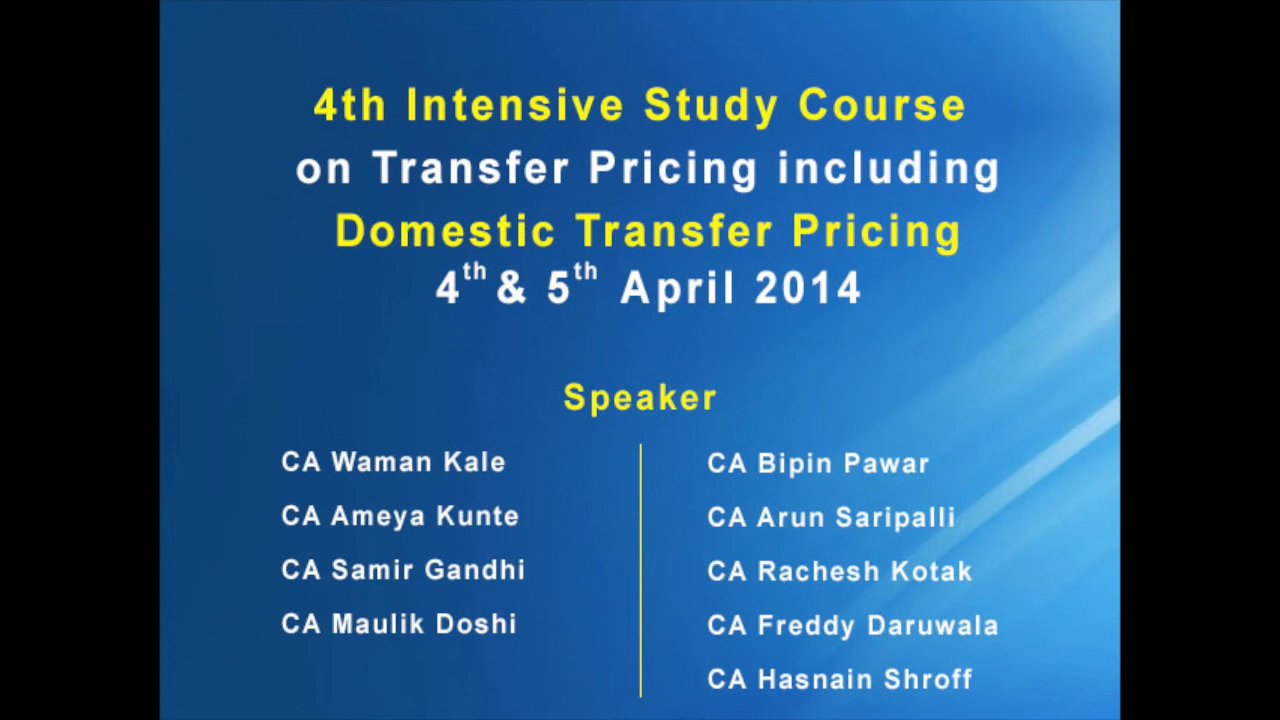 4th Intensive Study Course
on Transfer Pricing including
Domestic Transfer Pricing
4th & 5th April 2014
Speaker
CA Waman Kale
CA Ameya Kunte
CA Samir Gandhi
CA Maulik Doshi
CA Bipin Pawar
CA Arun Saripalli
CA Rachesh Kotak
CA Freddy Daruwala
CA Hasnain Shroff